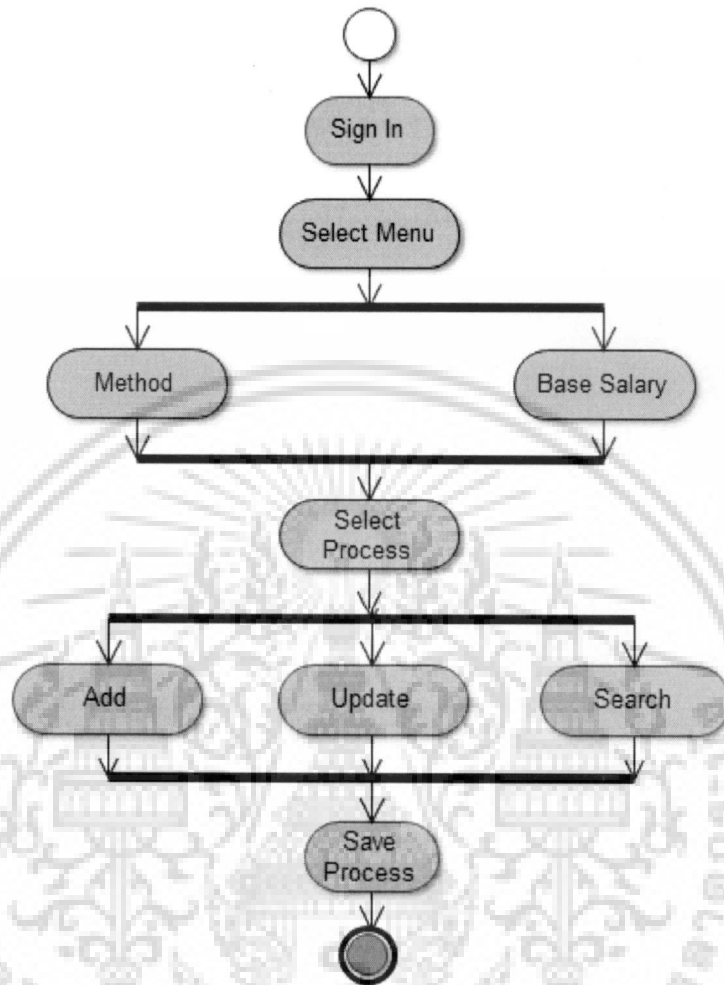 Sign In
Select Menu
Method
Base Salary
Select
Process
Add
Update
Search
Save
Process